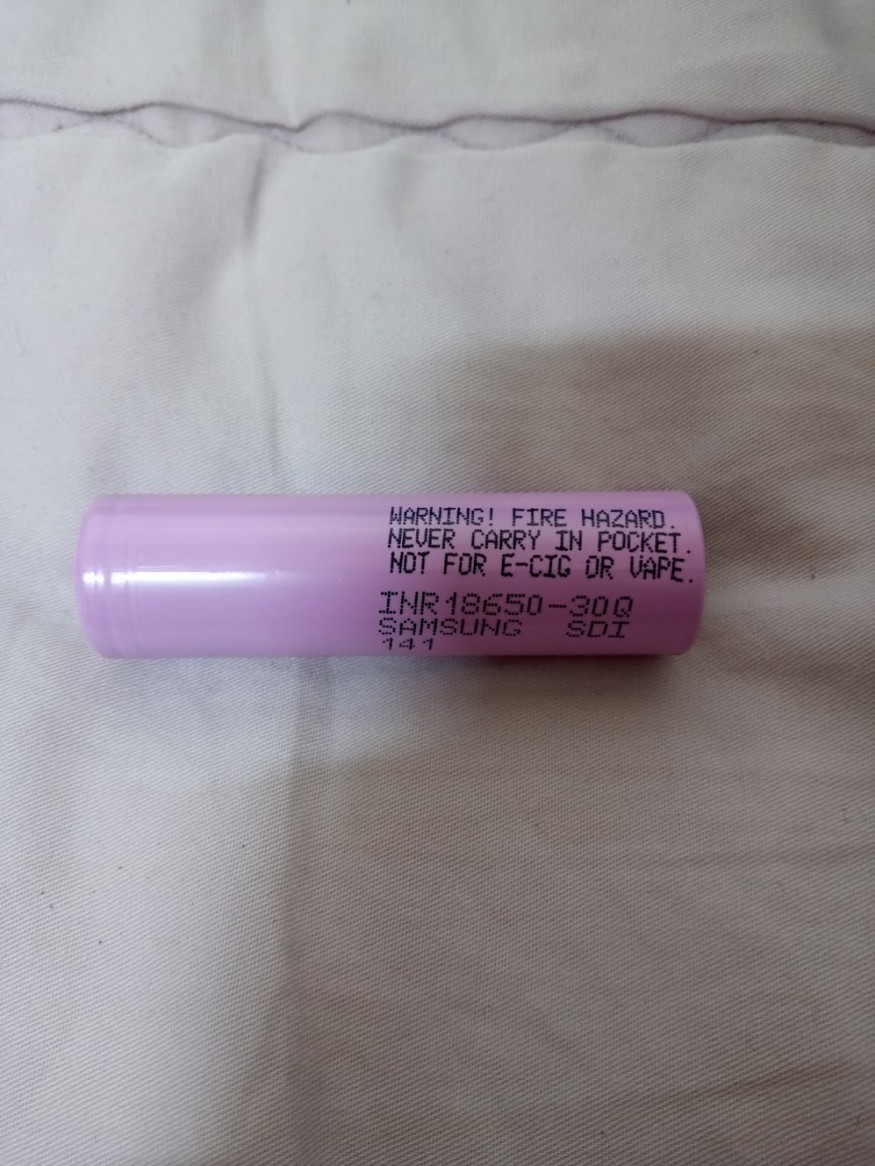 WARNING! FIRE HAZARD.
NEVER CARRY IN POCKET.
NOT FOR E-CIG OR VAPE.
INR18650-30Q
SAMSUNG SDI
141